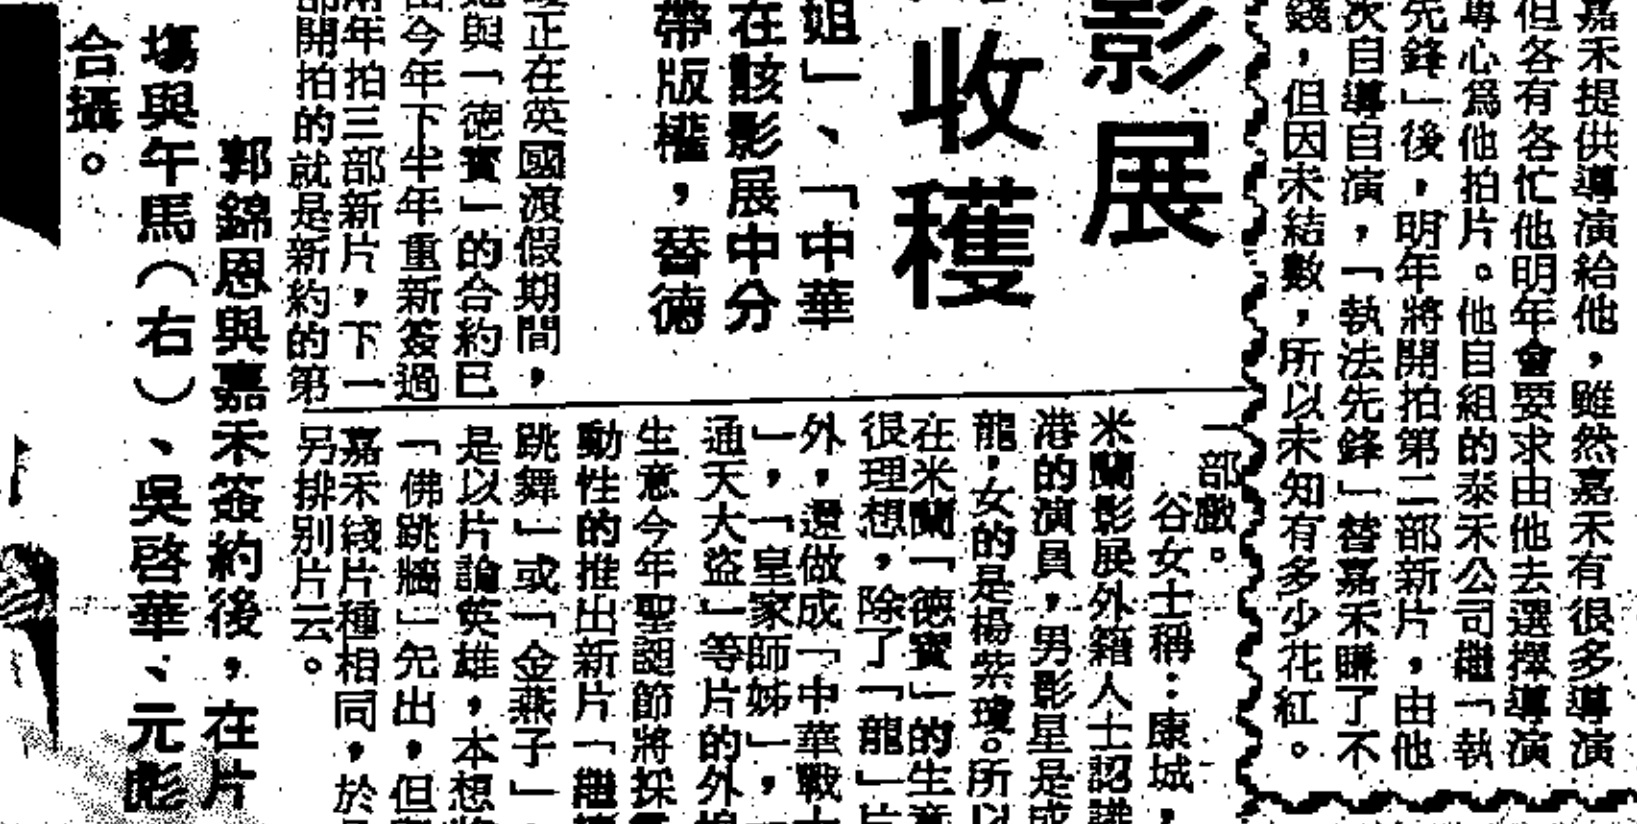 嘉禾提供導演給他，雖然嘉禾有很多導演
但各有各忙他他明年會要求由他去選擇導演
專心爲他拍片。他自組的泰禾公司繼「執
先鋒」後，明年將開拍第二部新片，由他
次自導自演，「執法先鋒」替嘉禾賺了不
錢，但因未結數，所以未知有多少花紅。
影展
收穫
姐」、「中華
在該影展中分
帶版權，替德
正在英國渡假期間，
與「德寶」的合約已
今年下半年重新簽過
年拍三部新片，下一
部開拍的就是新約的第
一部戲。
谷女士稱：康城，
米蘭影展外籍人士認識
港的演員，男影星是成
龍，女的是楊紫瓊。所以
在米蘭「德寶」的生意
很理想，除了「龍」片
外，還做成「中華戰士
」，「皇家師姊」，
通天大盜」等片的外埠
生意今年聖誕節將採
動性的推出新片「繼續
跳舞」或「金燕子」，
是以片論英雄，本想將
「佛跳牆」先出，但
嘉禾綫片種相同，於
另排別片云。
郭錦恩與嘉禾簽約後，在片
塲與午馬（右）、吳啓華、元彪
合攝。